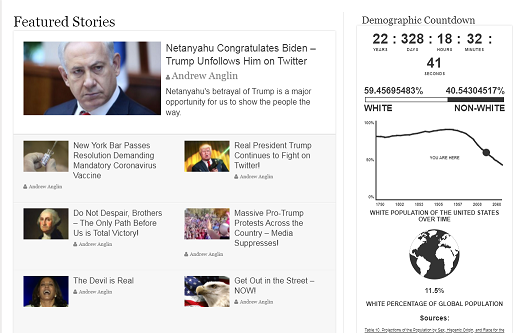 Featured Stories
Netanyahu Congratulates Biden –
Trump Unfollows Him on Twitter
Andrew Anglin
Netanyahu's betrayal of Trump is a major
opportunity for us to show the people the
way.
New York Bar Passes
Resolution Demanding
Mandatory Coronavirus
Vaccine
Andrew Anglin
Real President Trump
Continues to Fight on
Twitter!
Andrew Anglin
Do Not Despair, Brothers
– The Only Path Before
Us is Total Victory!
Andrew Anglin
Massive Pro-Trump
Protests Across the
Country – Media
Suppresses!
Andrew Anglin
The Devil is Real
Andrew Anglin
Get Out in the Street –
NOW!
Andrew Anglin
Demographic Countdown
22 : 328 : 18 : 32 :
YEARS DAYS HOURS MINUTES
41
SECONDS
59.45695483% 40.54304517%
WHITE NON-WHITE
100%
50%
YOU ARE HERE
0%
1790 1832 1875 1917 1960 2002 2065
WHITE POPULATION OF THE UNITED STATES
OVER TIME
11.5%
WHITE PERCENTAGE OF GLOBAL POPULATION
Sources:
Table 10. Projections of the Population by Sex, Hispanic Origin, and Race for the